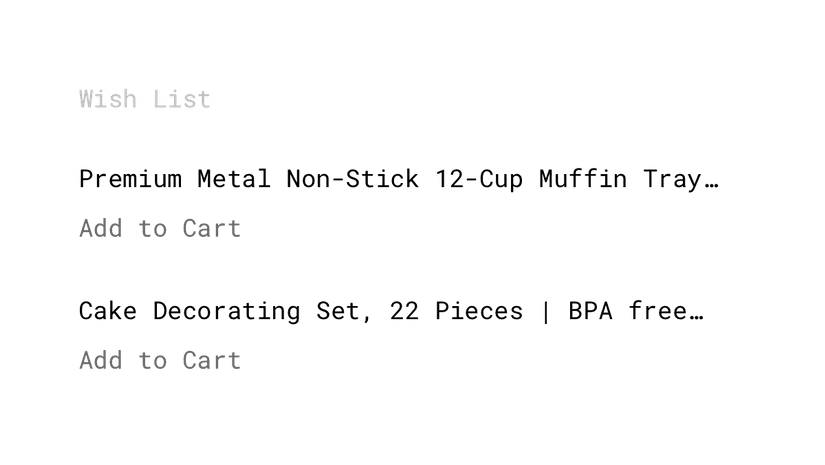 Wish List
Premium Metal Non-Stick 12-Cup Muffin Tray…
Add to Cart
Cake Decorating Set, 22 Pieces | BPA free…
Add to Cart